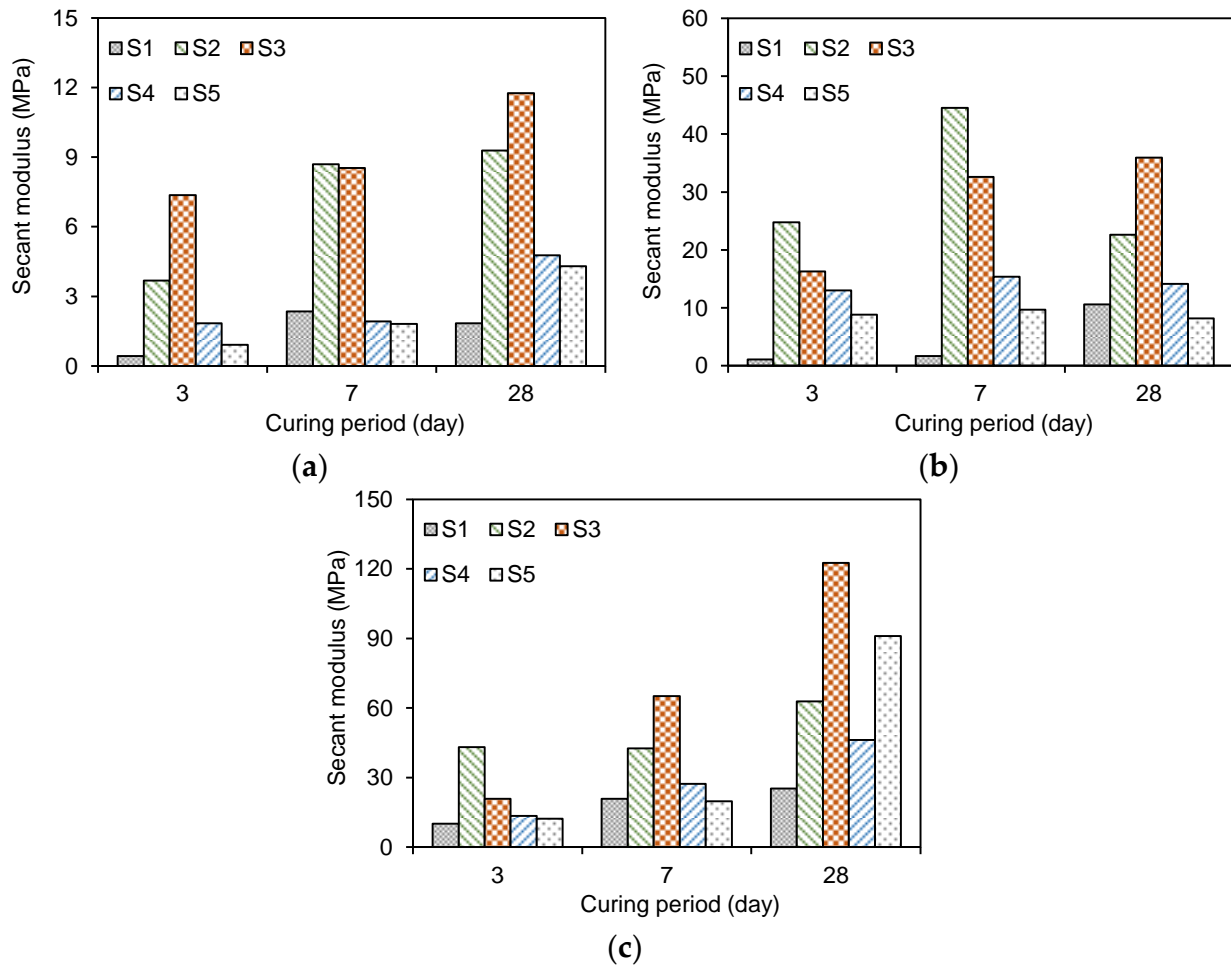 15
12
9
6
3
0
Secant modulus (MPa)
S1 S2 S3
S4 S5
3 7 28
Curing period (day)
(a)
60
50
40
30
20
10
0
Secant modulus (MPa)
S1 S2 S3
S4 S5
3 7 28
Curing period (day)
(b)
150
120
90
60
30
0
Secant modulus (MPa)
S1 S2 S3
S4 S5
3 7 28
Curing period (day)
(c)